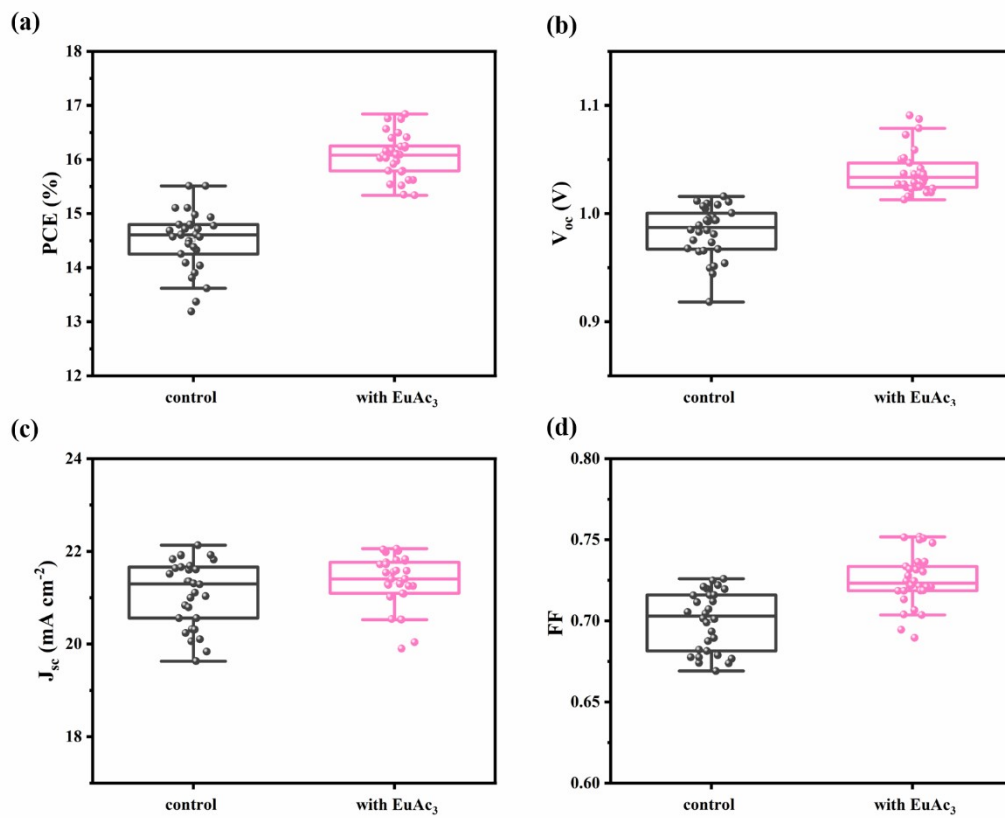 (a)
PCE (%)
18
17
16
15
14
13
12
control
with EuAc₃
(b)
Voc (V)
1.1
1.0
0.9
control
with EuAc₃
(c)
Jsc (mA cm⁻²)
24
22
20
18
control
with EuAc₃
(d)
FF
0.80
0.75
0.70
0.65
0.60
control
with EuAc₃